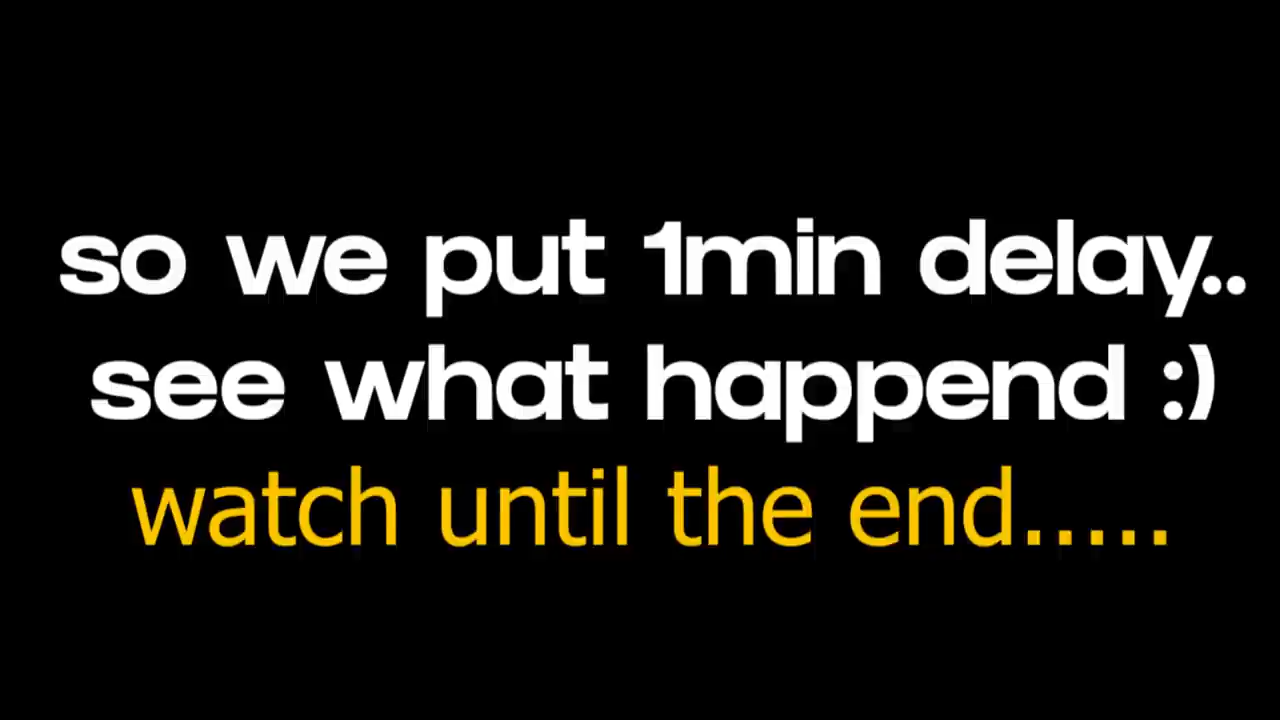 so we put 1min delay..
see what happend :)
watch until the end.....